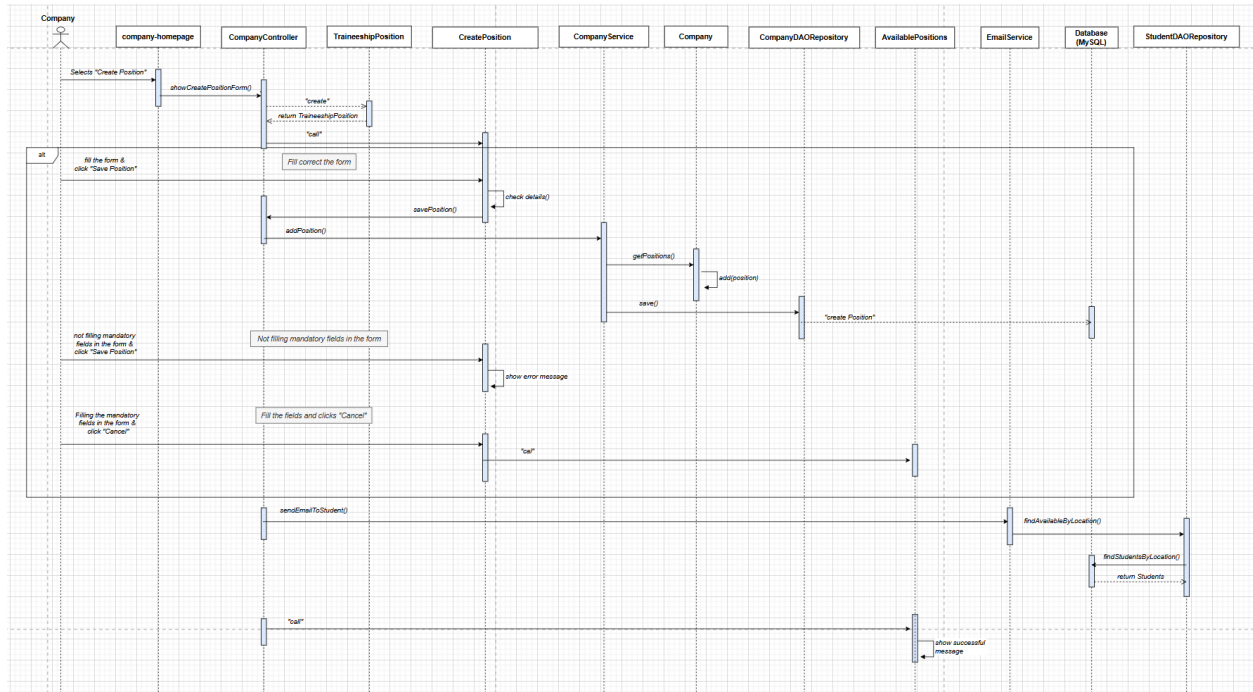 Company
company-homepage
CompanyController
TraineeshipPosition
CreatePosition
CompanyService
Company
CompanyDAORepository
AvailablePositions
EmailService
Database
(MySQL)
StudentDAORepository
Selects "Create Position"
showCreatePositionForm()
"create"
return TraineeshipPosition
"call"
alt
fill the form &
click "Save Position"
Fill correct the form
check details()
savePosition()
addPosition()
getPositions()
add(position)
save()
"create Position"
not filling mandatory
fields in the form &
click "Save Position"
Not filling mandatory fields in the form
show error message
Filling the mandatory
fields in the form &
click "Cancel"
Fill the fields and clicks "Cancel"
"cal"
sendEmailToStudent()
findAvailableByLocation()
findStudentsByLocation()
return Students
"call"
show successful
message